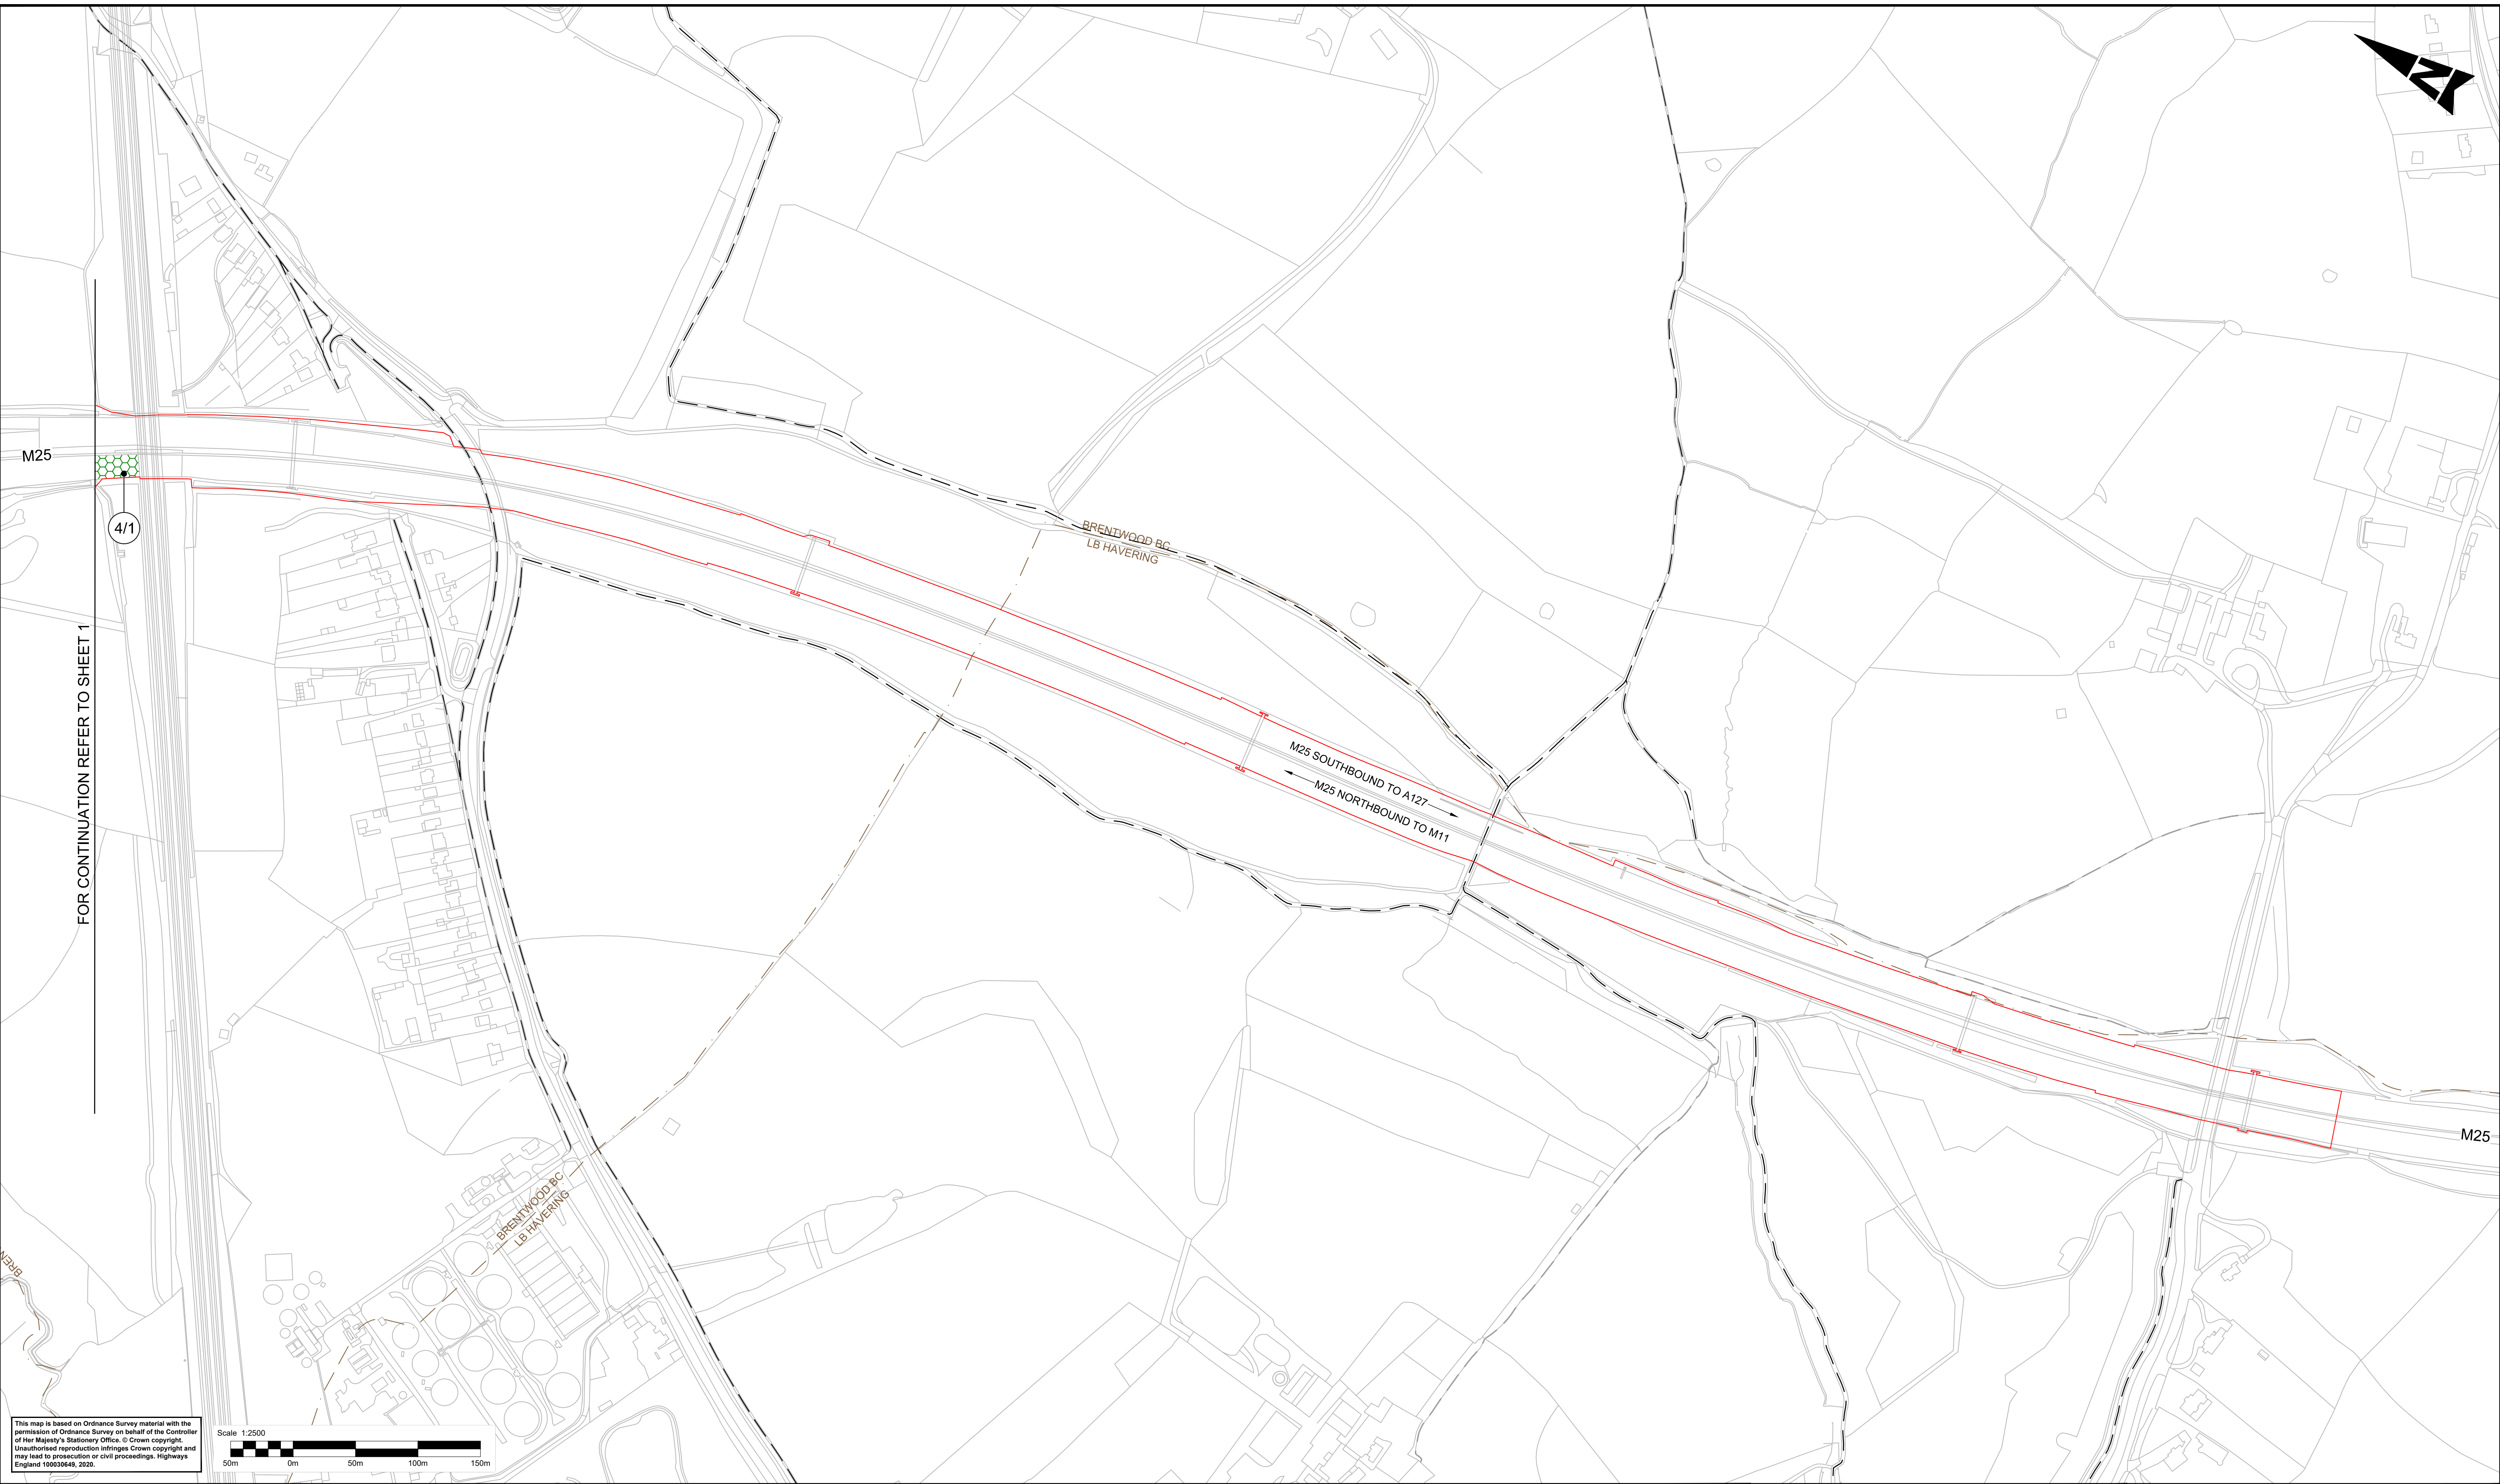 N
M25
4/1
FOR CONTINUATION REFER TO SHEET 1
BRENTWOOD BC
LB HAVERING
M25 SOUTHBOUND TO A127
M25 NORTHBOUND TO M11
M25
BRENTWOOD BC
LB HAVERING
BREN
This map is based on Ordnance Survey material with the
permission of Ordnance Survey on behalf of the Controller
of Her Majesty's Stationery Office. © Crown copyright.
Unauthorised reproduction infringes Crown copyright and
may lead to prosecution or civil proceedings. Highways
England 100030649, 2020.
Scale 1:2500
50m 0m 50m 100m 150m